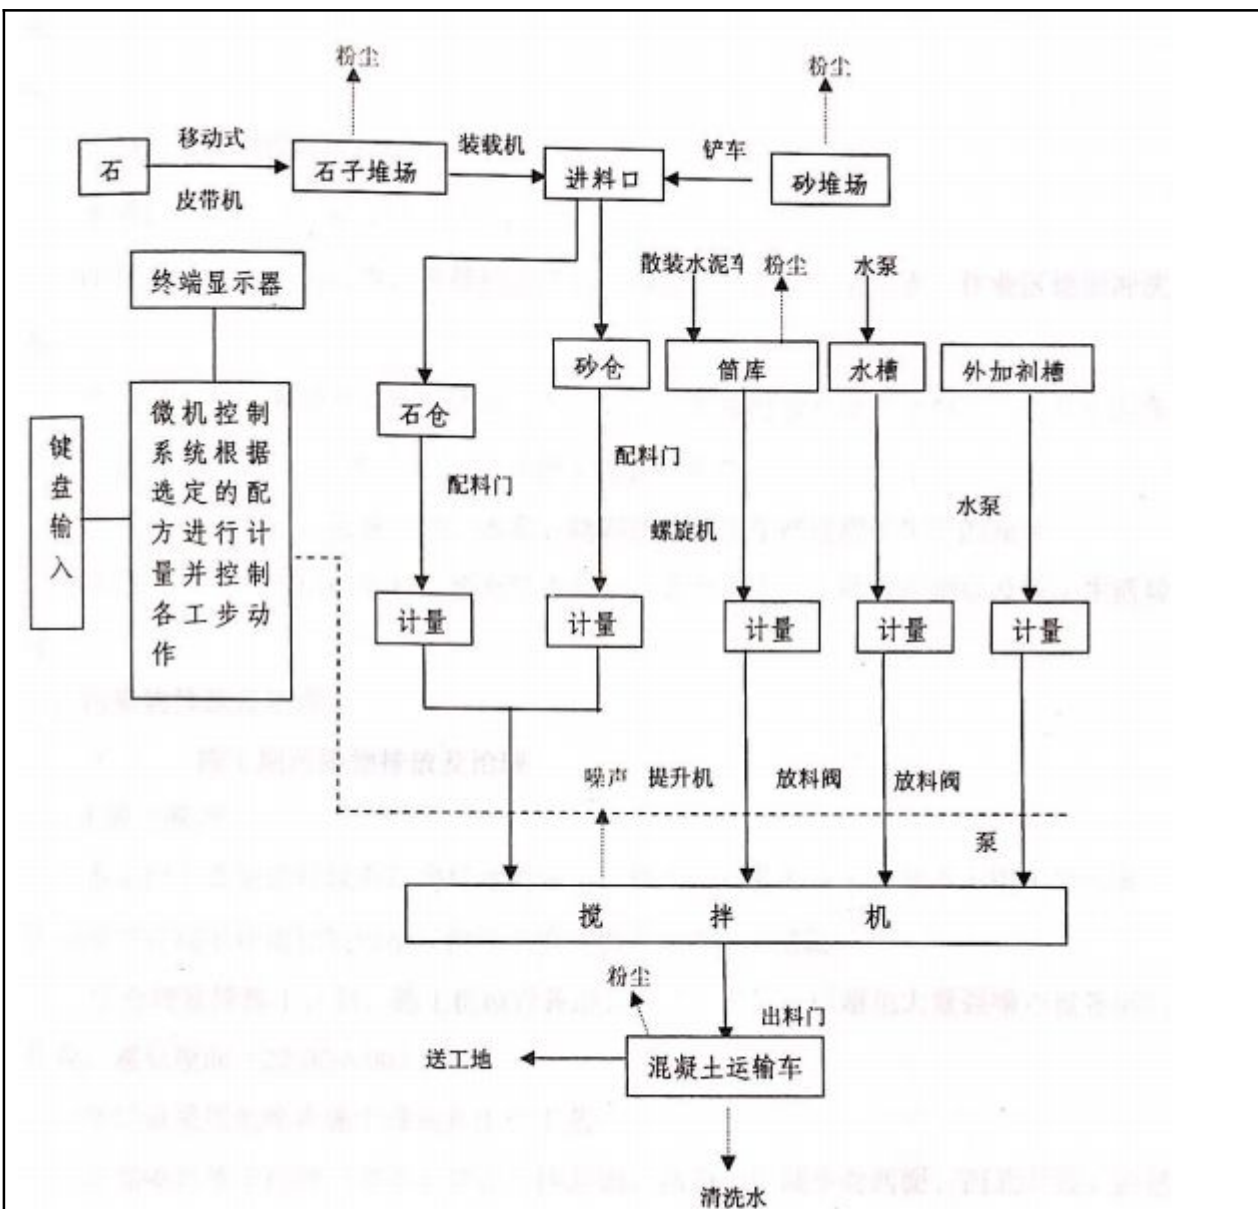 粉尘
粉尘
移动式
装载机
铲车
石
石子堆场
进料口
砂堆场
皮带机
散装水泥车
粉尘
水泵
终端显示器
砂仓
筒库
水槽
外加剂槽
石仓
键盘输入
微机控制
系统根据
选定的配
方进行计
量并控制
各工步动
作
配料门
配料门
螺旋机
水泵
计量
计量
计量
计量
计量
噪声
提升机
放料阀
放料阀
泵
搅拌机
粉尘
出料门
送工地
混凝土运输车
清洗水